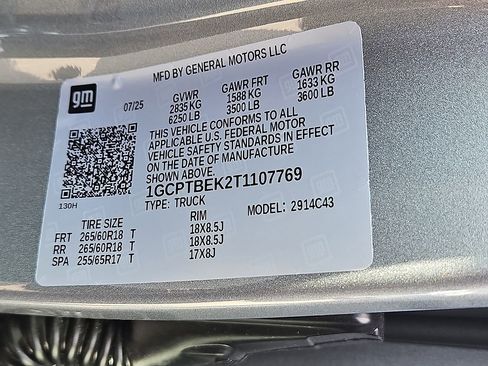 MFD BY GENERAL MOTORS LLC
gm
07/25
GVWR GAWR FRT GAWR RR
2835 KG 1588 KG 1633 KG
6250 LB 3500 LB 3600 LB
THIS VEHICLE CONFORMS TO ALL
APPLICABLE U.S. FEDERAL MOTOR
VEHICLE SAFETY STANDARDS IN EFFECT
ON THE DATE OF MANUFACTURE
SHOWN ABOVE.
1GCPTBEK2T1107769
130H
TYPE: TRUCK MODEL: 2914C43
TIRE SIZE RIM
FRT 265/60R18 T 18X8.5J
RR 265/60R18 T 18X8.5J
SPA 255/65R17 T 17X8J